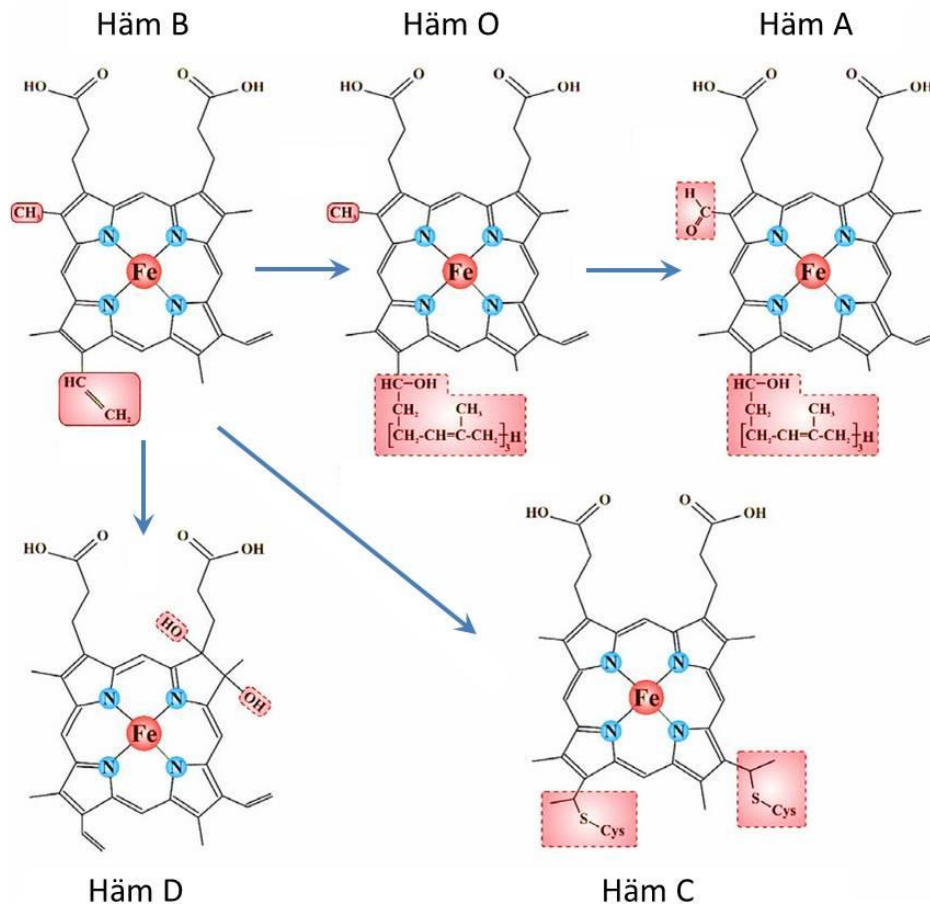 Häm B
HO
O
O
OH
CH₃
N
N
Fe
N
N
HC
CH₂
Häm O
HO
O
O
OH
CH₃
N
N
Fe
N
N
HC–OH
CH₂
CH₃
[CH₂-CH=C-CH₂]₃H
Häm A
HO
O
O
OH
H
C
O
N
N
Fe
N
N
HC–OH
CH₂
CH₃
[CH₂-CH=C-CH₂]₃H
HO
O
O
OH
HO
OH
N
N
Fe
N
N
Häm D
HO
O
O
OH
N
N
Fe
N
N
S–Cys
S–Cys
Häm C